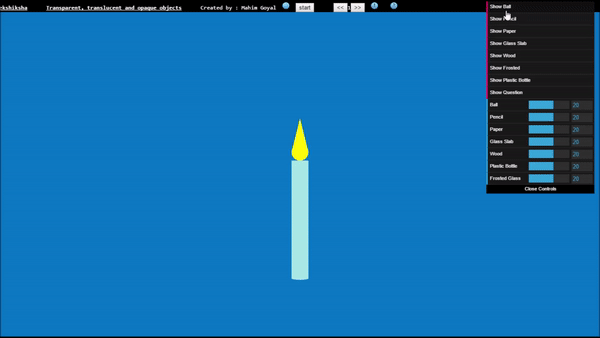 Transparent, translucent and opaque objects Created by : Mahim Goyal start << >>
Show Ball
Show Pencil
Show Paper
Show Glass Slab
Show Wood
Show Frosted
Show Plastic Bottle
Show Question
Ball 20
Pencil 20
Paper 20
Glass Slab 20
Wood 20
Plastic Bottle 20
Frosted Glass 20
Close Controls